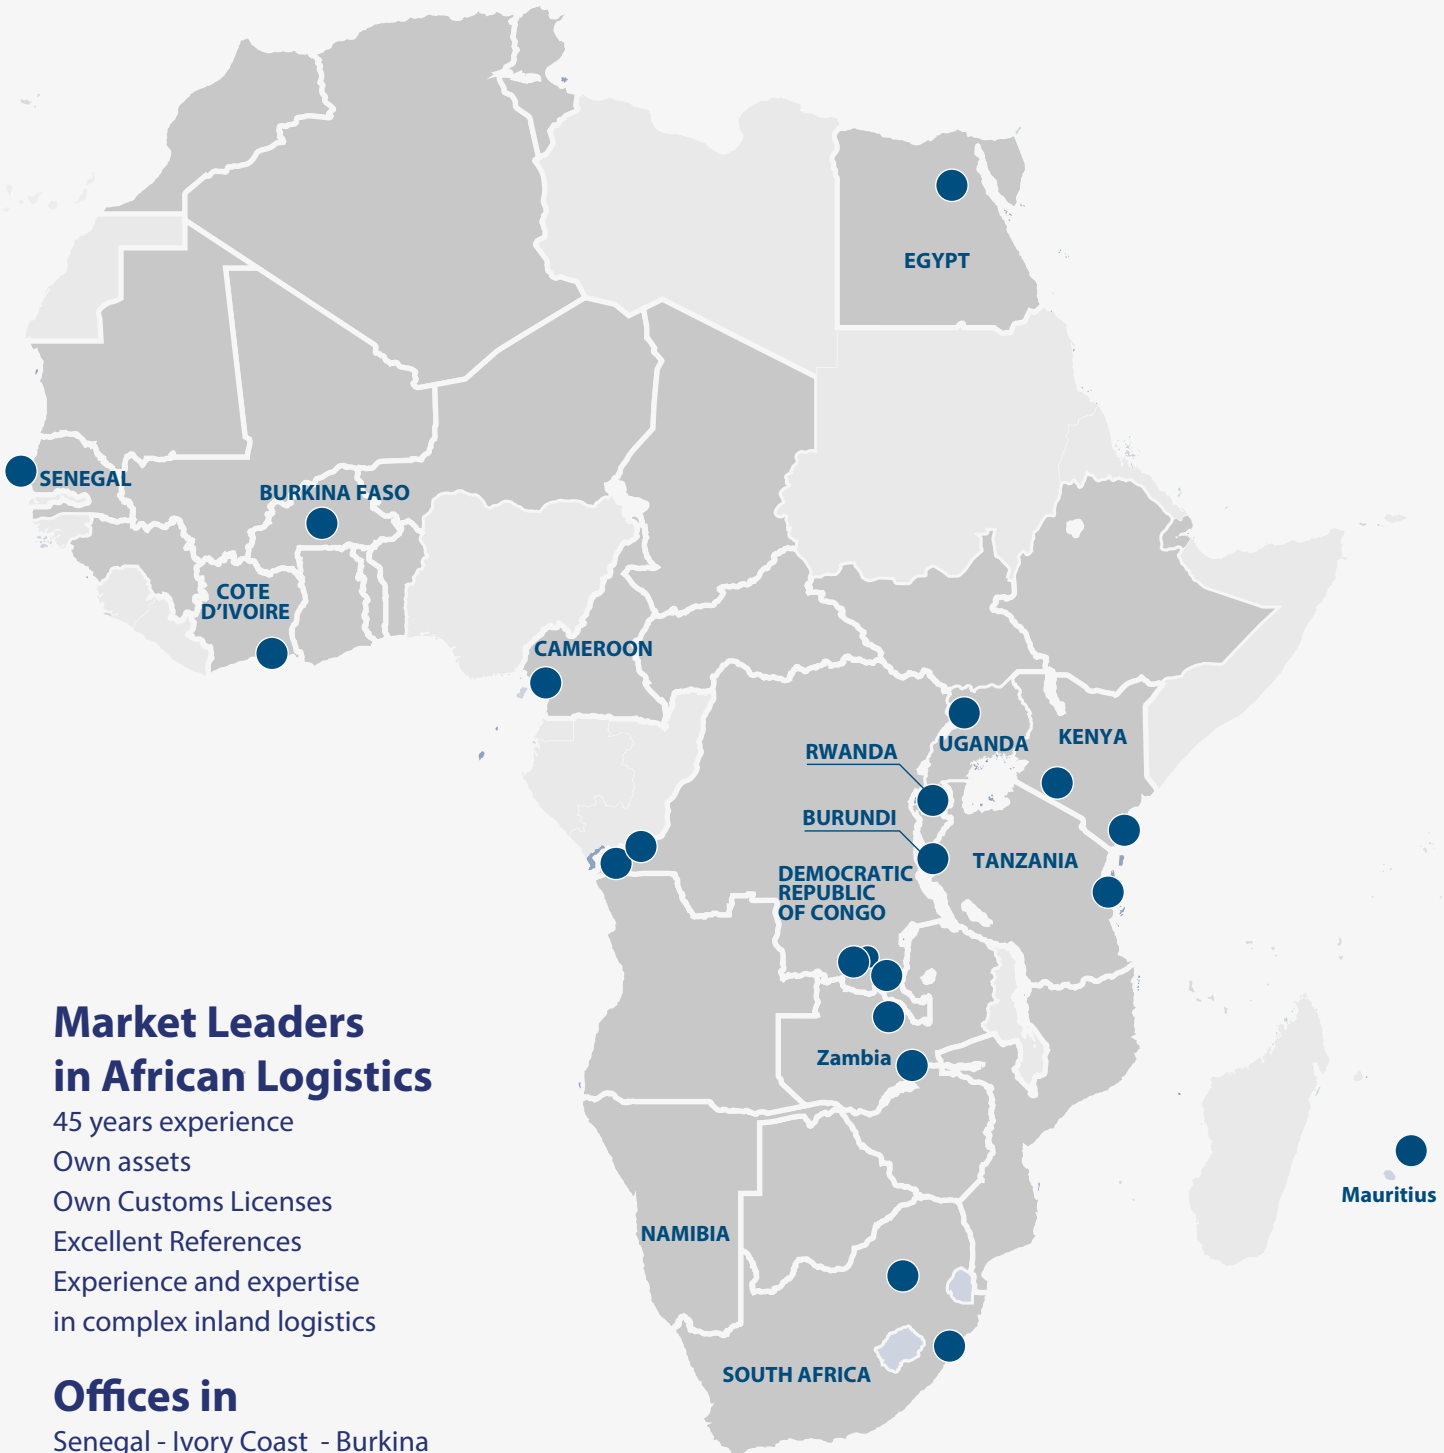 EGYPT
SENEGAL
BURKINA FASO
COTE
D'IVOIRE
CAMEROON
RWANDA
UGANDA
KENYA
BURUNDI
TANZANIA
DEMOCRATIC
REPUBLIC
OF CONGO
Zambia
Mauritius
NAMIBIA
SOUTH AFRICA
Market Leaders
in African Logistics
45 years experience
Own assets
Own Customs Licenses
Excellent References
Experience and expertise
in complex inland logistics
Offices in
Senegal - Ivory Coast - Burkina